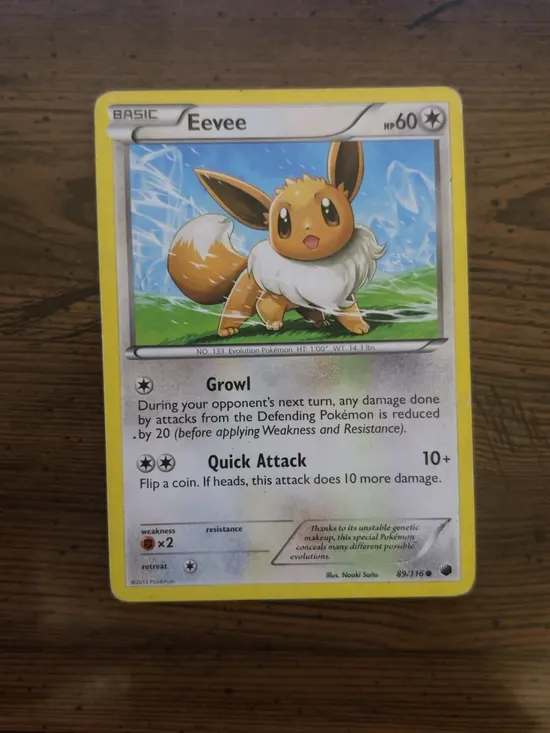 BASIC Eevee HP60
NO. 133 Evolution Pokémon HT: 1'00" WT: 14.3 lbs.
Growl
During your opponent's next turn, any damage done
by attacks from the Defending Pokémon is reduced
by 20 (before applying Weakness and Resistance).
Quick Attack 10+
Flip a coin. If heads, this attack does 10 more damage.
weakness resistance
×2
retreat
Thanks to its unstable genetic
makeup, this special Pokémon
conceals many different possible
evolutions.
Illus. Naoki Saito 89/116
©2013 Pokémon